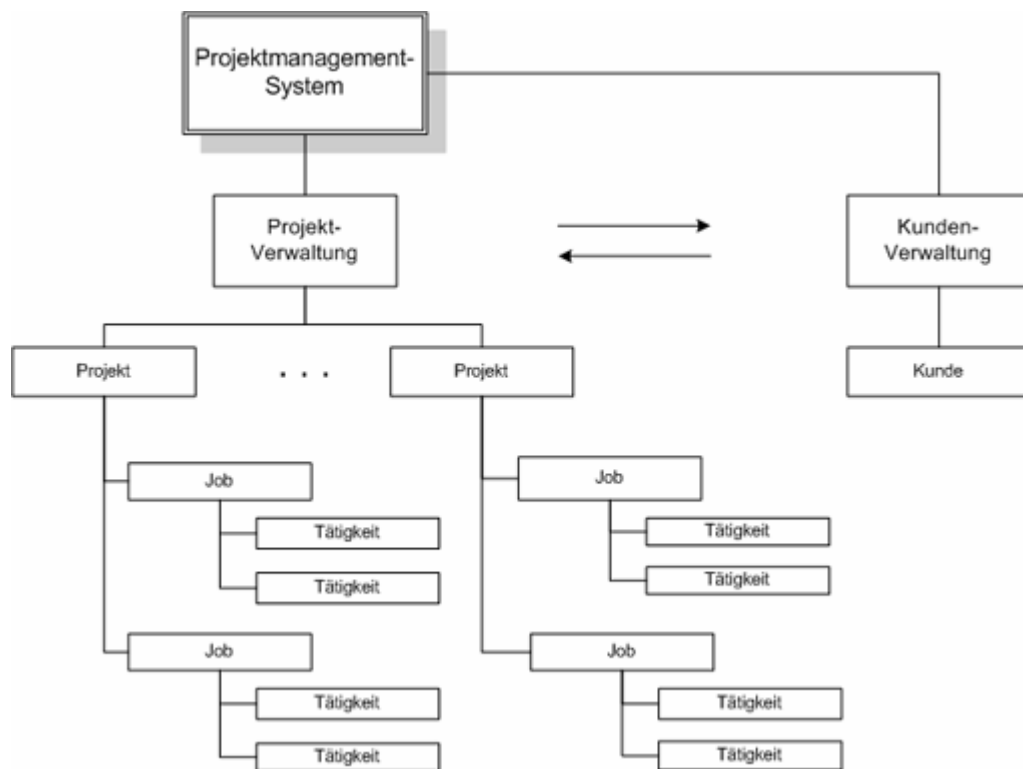 Projektmanagement-
System
Projekt-
Verwaltung
Kunden-
Verwaltung
Projekt
. . .
Projekt
Kunde
Job
Tätigkeit
Tätigkeit
Job
Tätigkeit
Tätigkeit
Job
Tätigkeit
Tätigkeit
Job
Tätigkeit
Tätigkeit